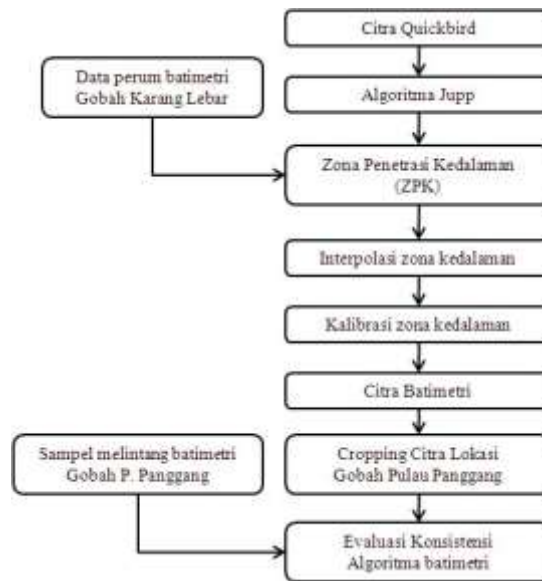 Citra Quickbird
Data perum batimetri
Gobah Karang Lebar
Algoritma Jupp
Zona Penetrasi Kedalaman
(ZPK)
Interpolasi zona kedalaman
Kalibrasi zona kedalaman
Citra Batimetri
Sampel melintang batimetri
Gobah P. Panggang
Cropping Citra Lokasi
Gobah Pulau Panggang
Evaluasi Konsistensi
Algoritma batimetri